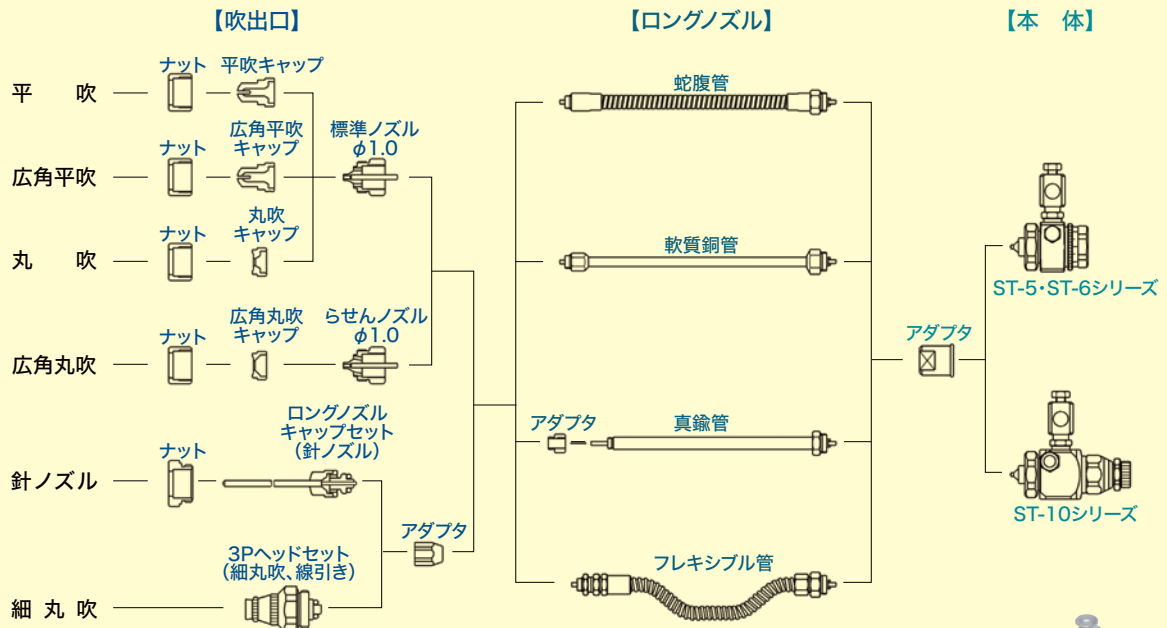 【吹出口】
【ロングノズル】
【本　体】
平　吹
ナット
平吹キャップ
広角平吹
ナット
広角平吹
キャップ
標準ノズル
φ1.0
丸　吹
ナット
丸吹
キャップ
広角丸吹
ナット
広角丸吹
キャップ
らせんノズル
φ1.0
針ノズル
ナット
ロングノズル
キャップセット
（針ノズル）
細丸吹
3Pヘッドセット
（細丸吹、線引き）
アダプタ
蛇腹管
軟質銅管
アダプタ
真鍮管
フレキシブル管
アダプタ
ST-5・ST-6シリーズ
ST-10シリーズ